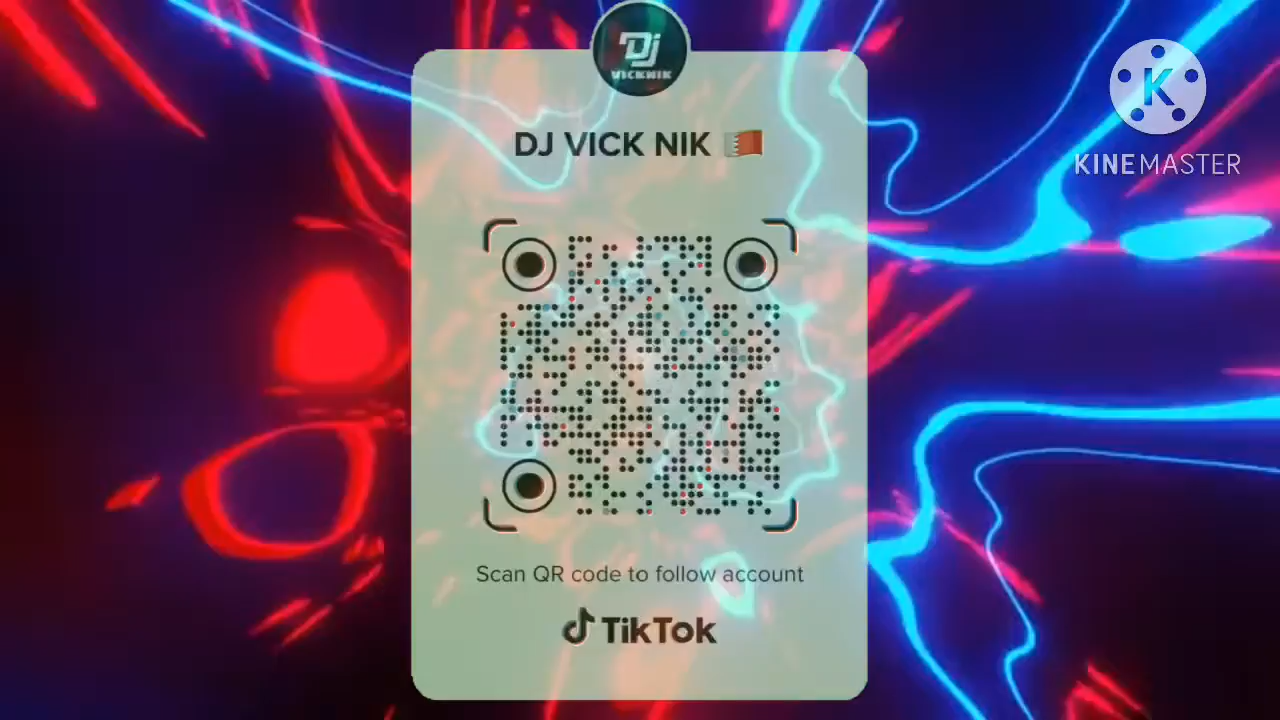 Dj
VICKNIK
DJ VICK NIK 🇧🇭
K
KINEMASTER
Scan QR code to follow account
TikTok